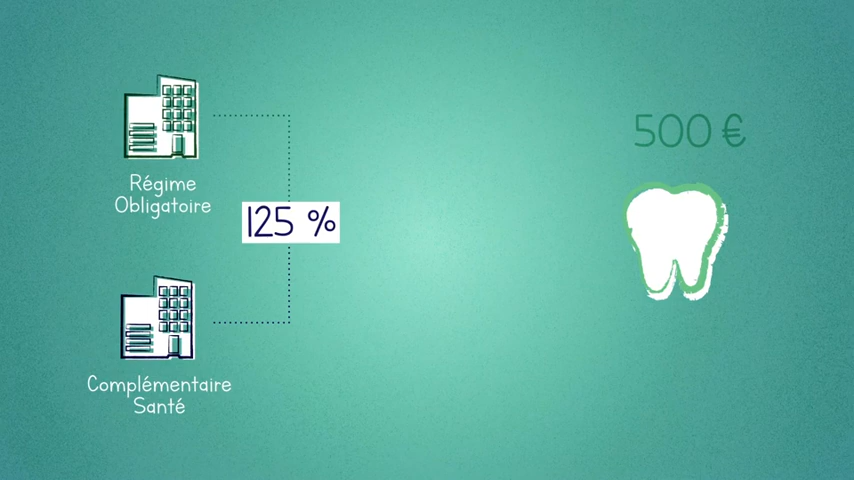 500 €
Régime
Obligatoire
125 %
Complémentaire
Santé